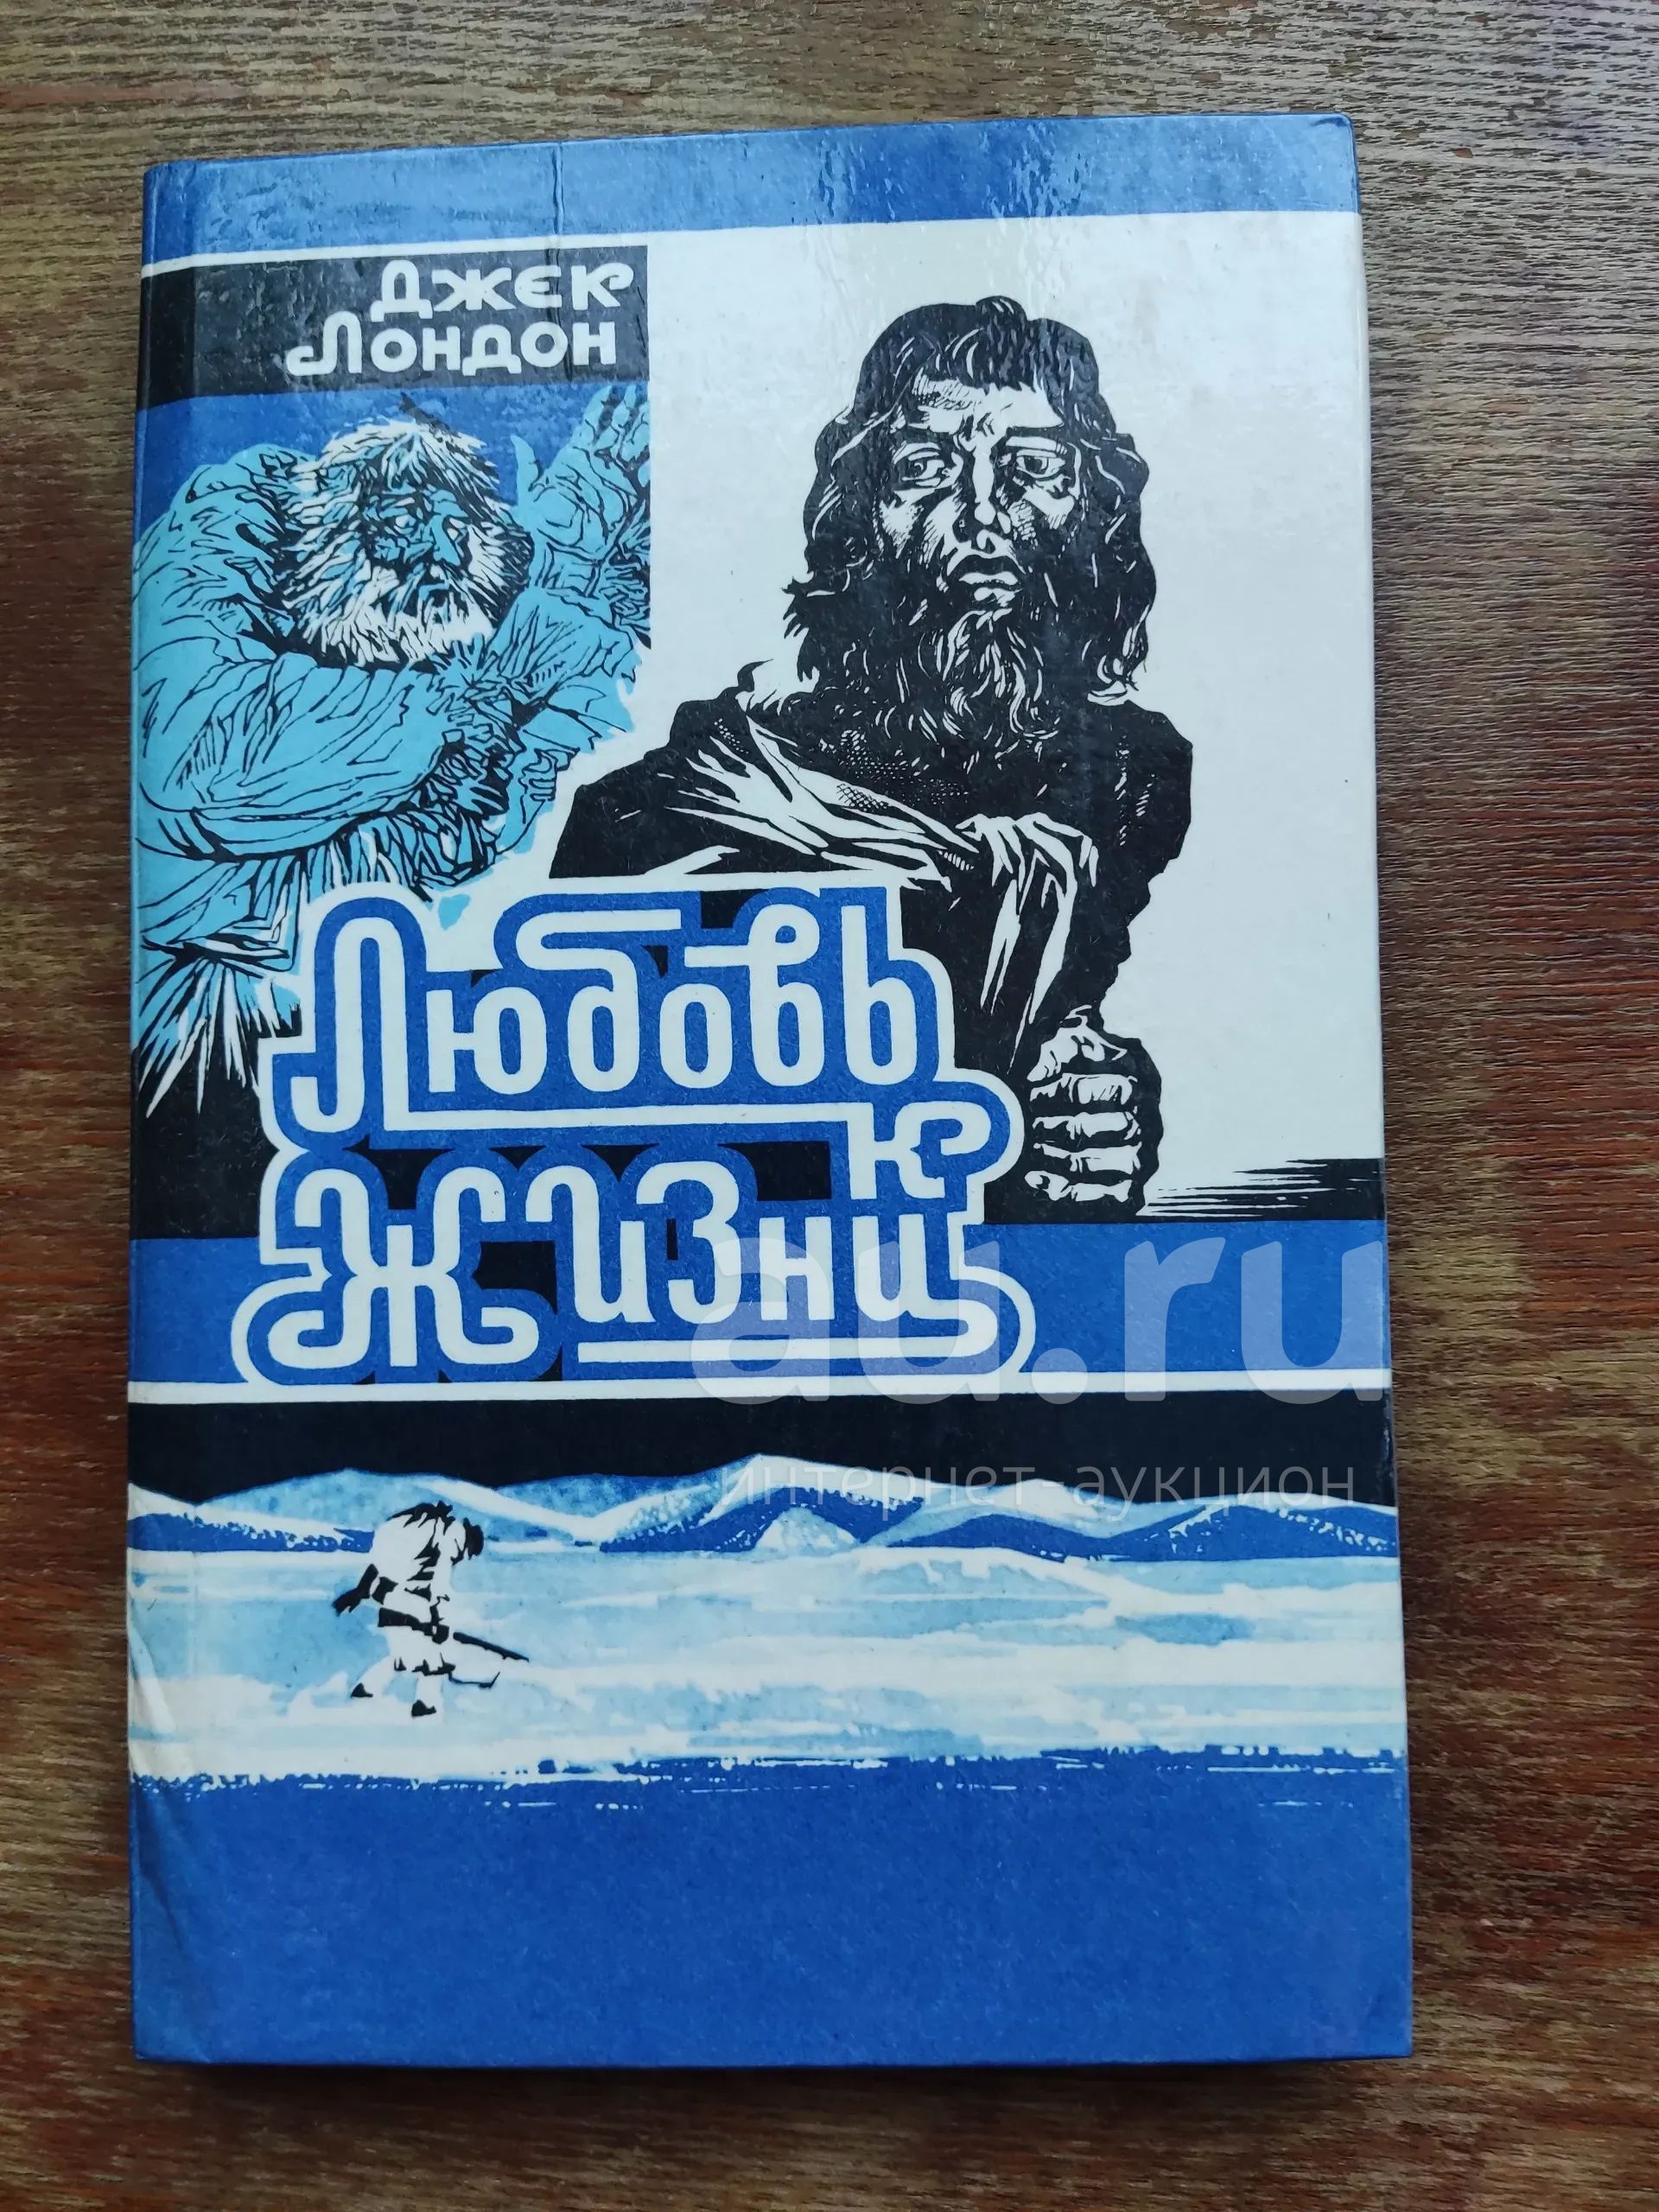 Джек
Лондон
Любовь
к
Жизни
au.ru
интернет-аукцион